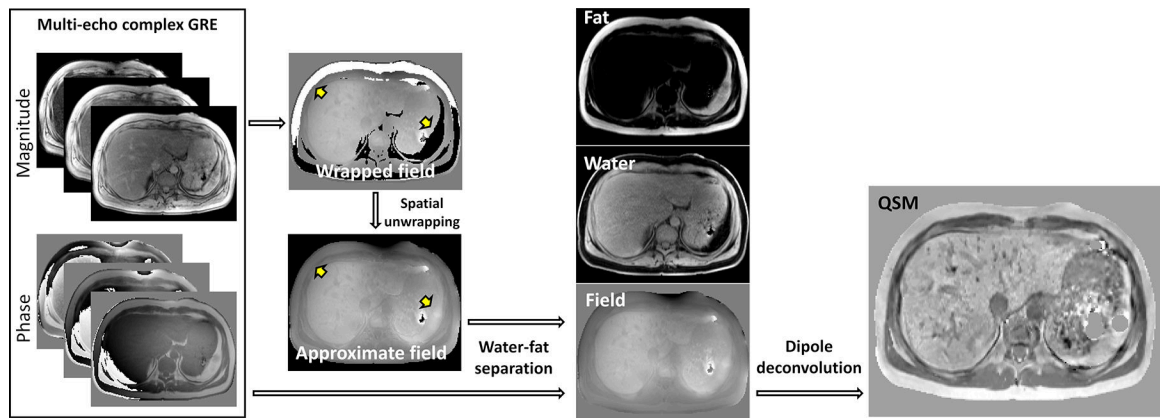 Multi-echo complex GRE
Magnitude
Phase
Wrapped field
Spatial
unwrapping
Approximate field
Water-fat
separation
Fat
Water
Field
Dipole
deconvolution
QSM